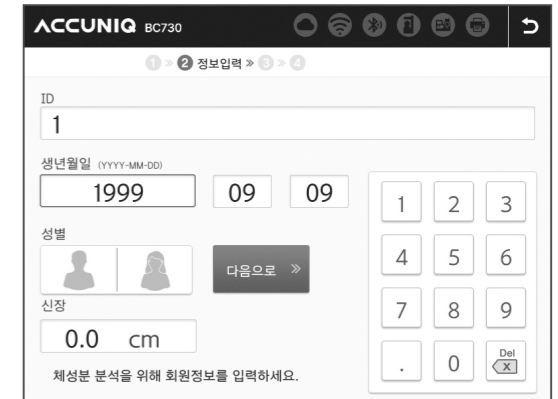 ACCUNIQ BC730
1 » 2 정보입력 » 3 » 4
ID
1
생년월일 (YYYY-MM-DD)
1999 09 09
1 2 3
성별
4 5 6
다음으로 »
신장
7 8 9
0.0 cm
. 0 Del X
체성분 분석을 위해 회원정보를 입력하세요.